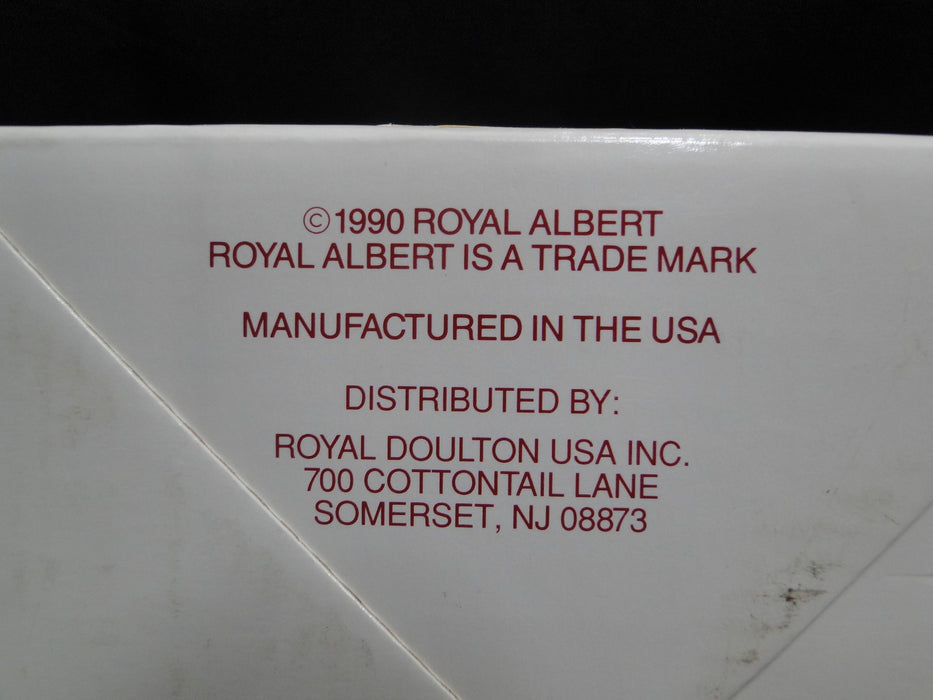 ©1990 ROYAL ALBERT
ROYAL ALBERT IS A TRADE MARK
MANUFACTURED IN THE USA
DISTRIBUTED BY:
ROYAL DOULTON USA INC.
700 COTTONTAIL LANE
SOMERSET, NJ 08873